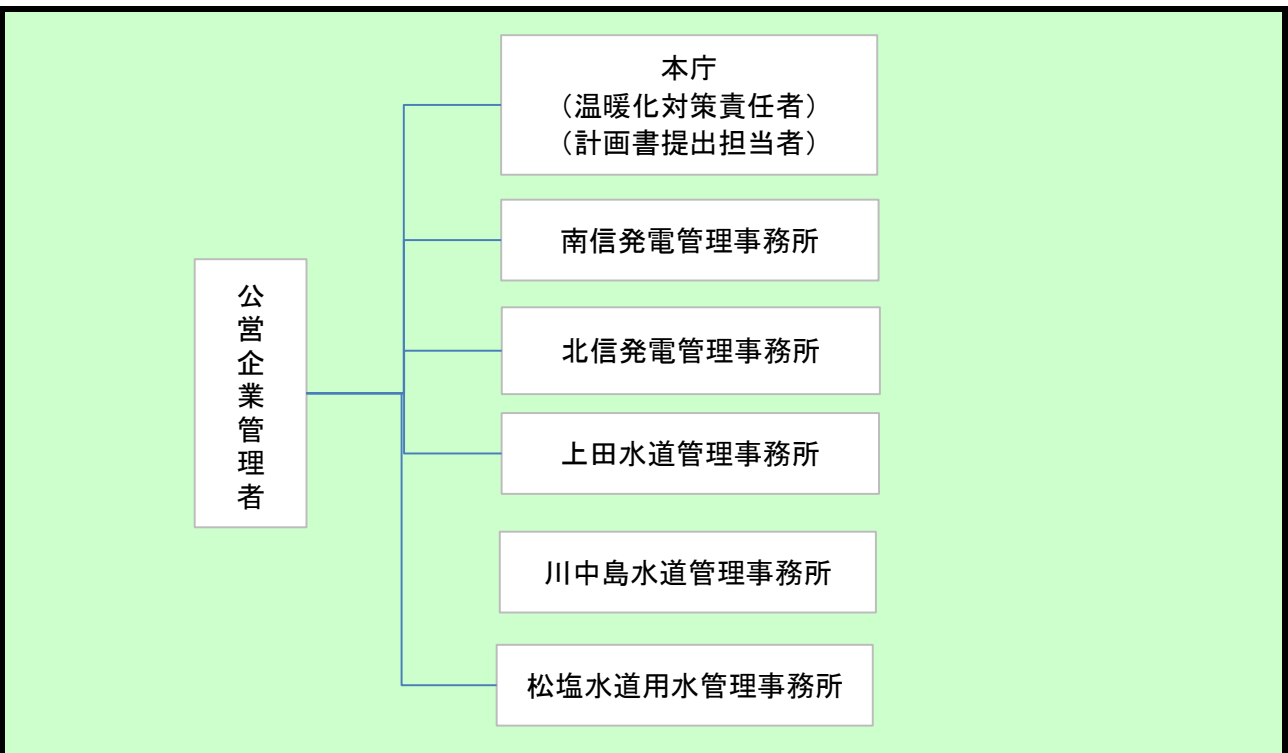 本庁
（温暖化対策責任者）
（計画書提出担当者）
南信発電管理事務所
北信発電管理事務所
公営企業管理者
上田水道管理事務所
川中島水道管理事務所
松塩水道用水管理事務所